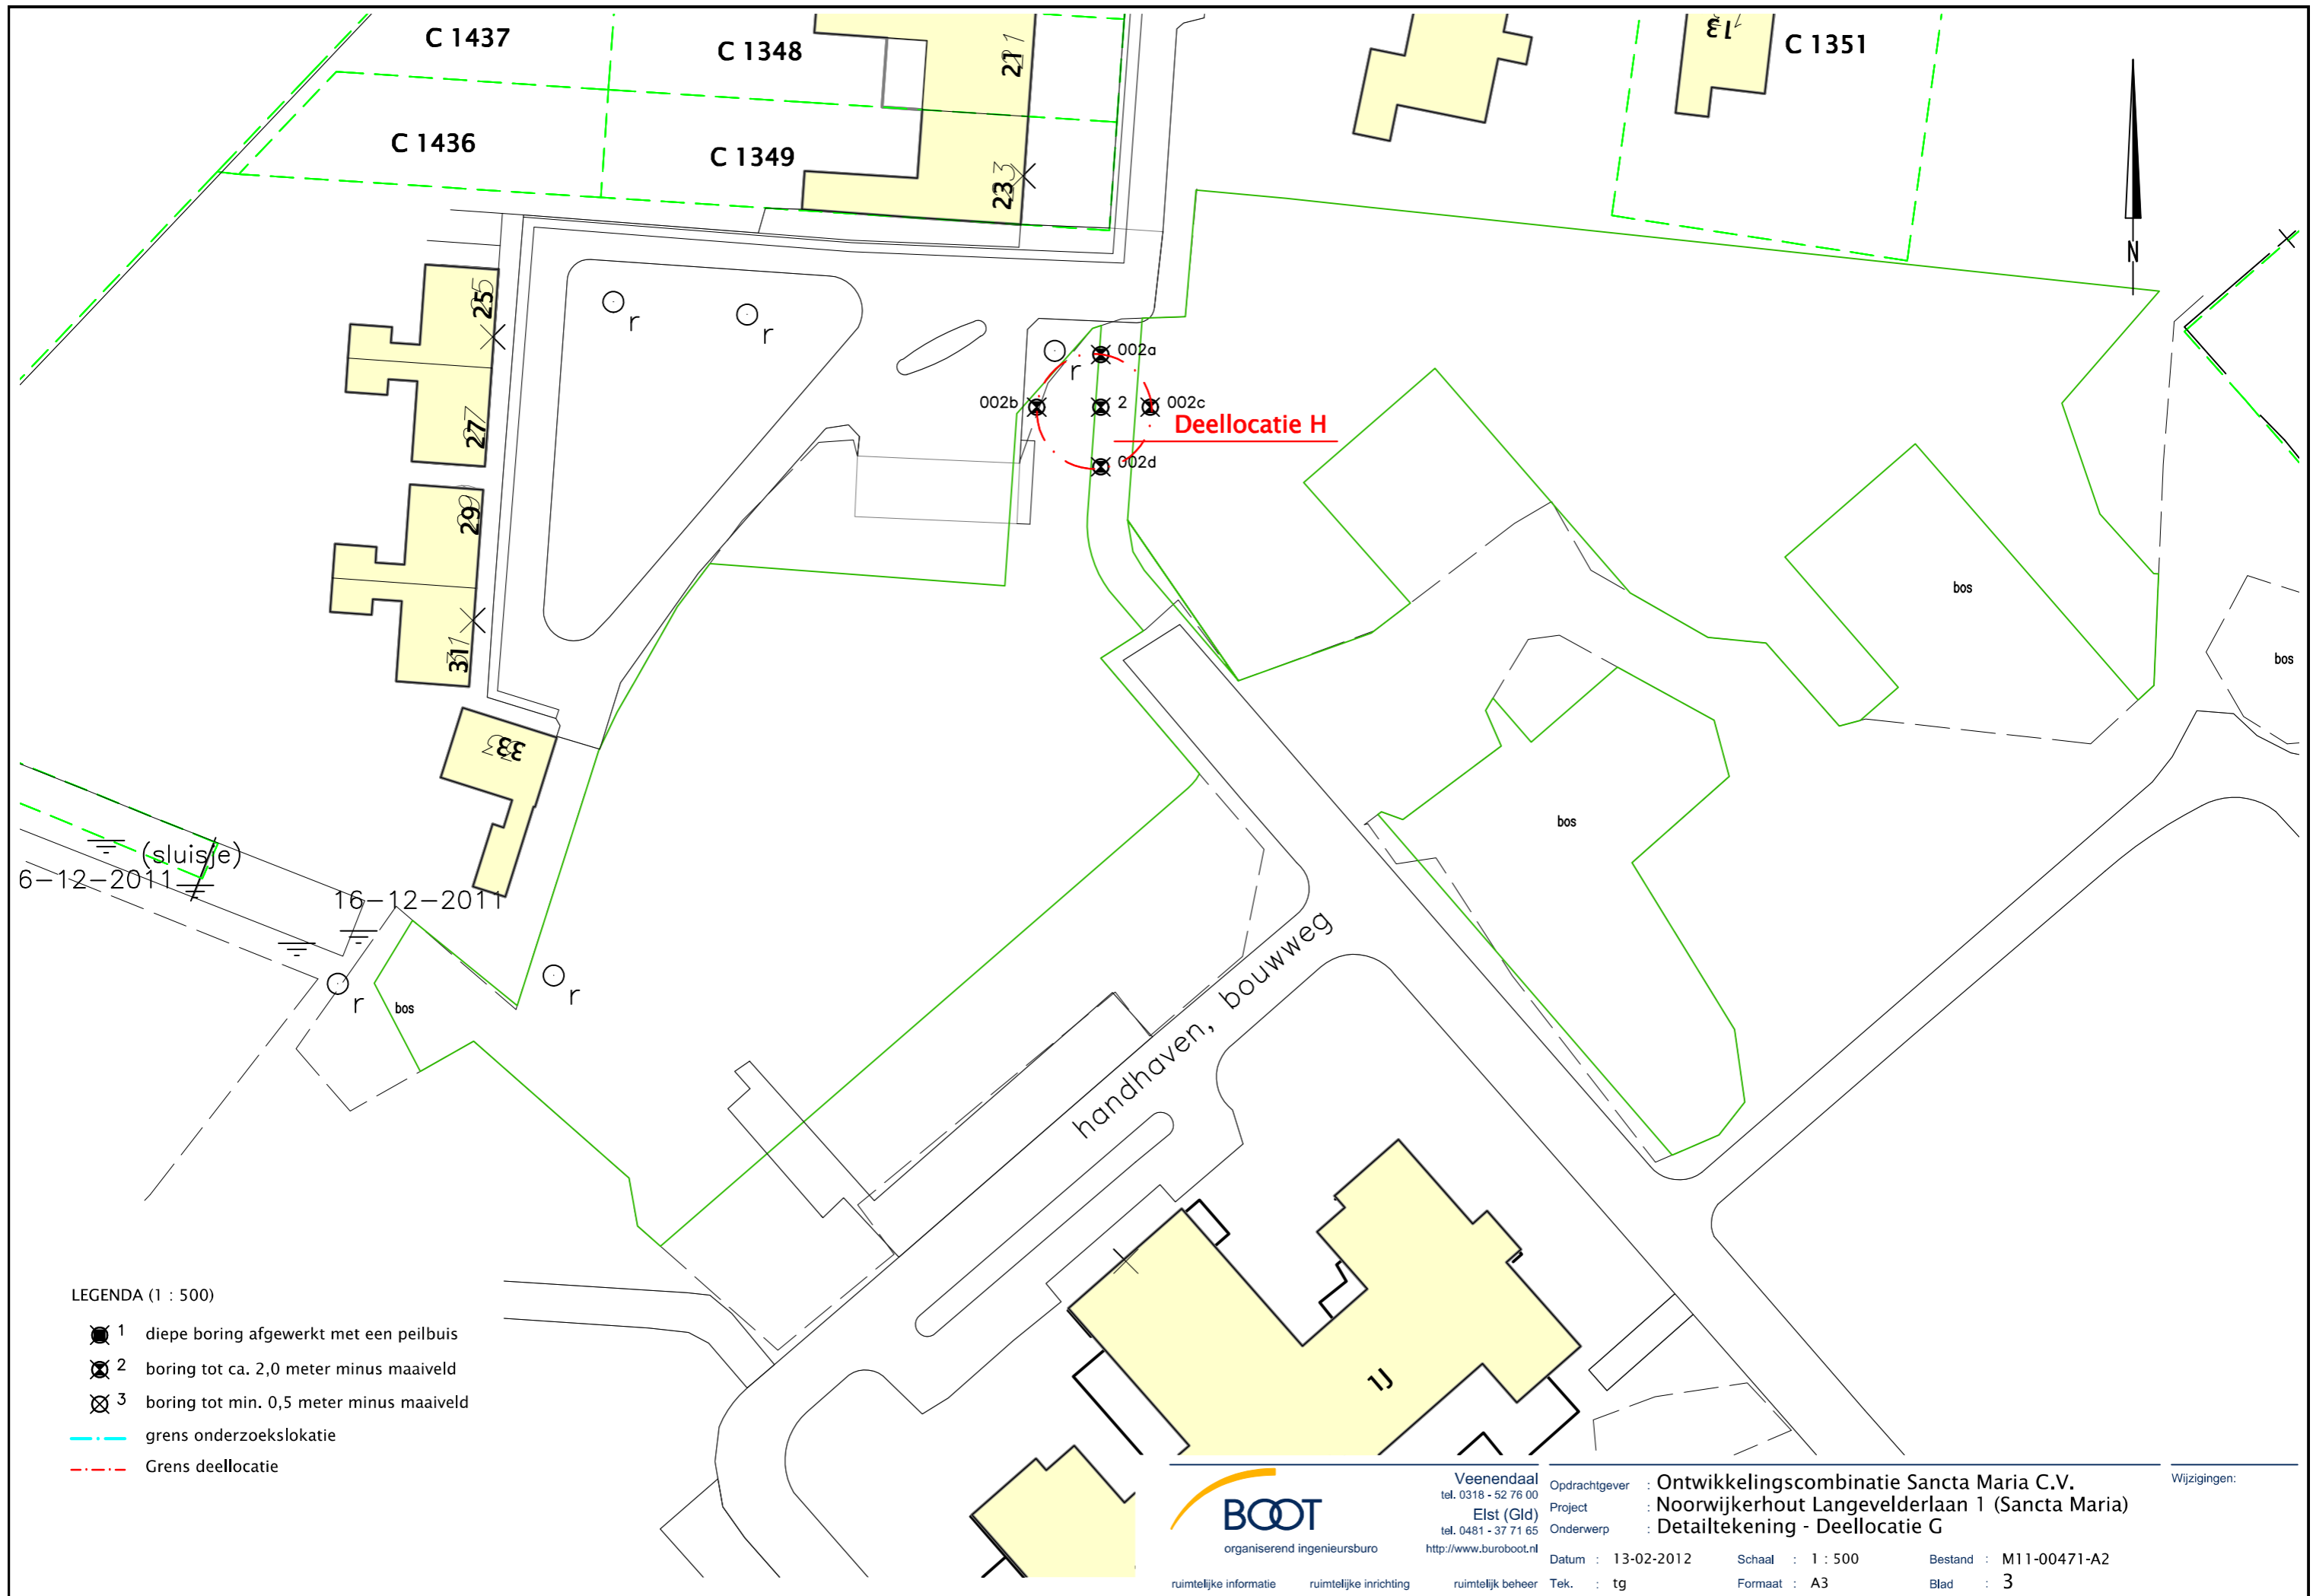 C 1437
C 1348
21
13
C 1351
C 1436
C 1349
23
N
25
r
r
r
002a
002b
2
002c
Deellocatie H
002d
27
29
31
33
bos
bos
bos
(sluisje)
6-12-2011
16-12-2011
r
bos
r
handhaven, bouwweg
1J
LEGENDA (1 : 500)
1 diepe boring afgewerkt met een peilbuis
2 boring tot ca. 2,0 meter minus maaiveld
3 boring tot min. 0,5 meter minus maaiveld
grens onderzoekslokatie
Grens deellocatie
BOOT
organiserend ingenieursburo
Veenendaal
tel. 0318 - 52 76 00
Elst (Gld)
tel. 0481 - 37 71 65
http://www.buroboot.nl
ruimtelijke informatie ruimtelijke inrichting ruimtelijk beheer
Opdrachtgever : Ontwikkelingscombinatie Sancta Maria C.V.
Project : Noorwijkerhout Langevelderlaan 1 (Sancta Maria)
Onderwerp : Detailtekening - Deellocatie G
Datum : 13-02-2012 Schaal : 1 : 500 Bestand : M11-00471-A2
Tek. : tg Formaat : A3 Blad : 3
Wijzigingen: